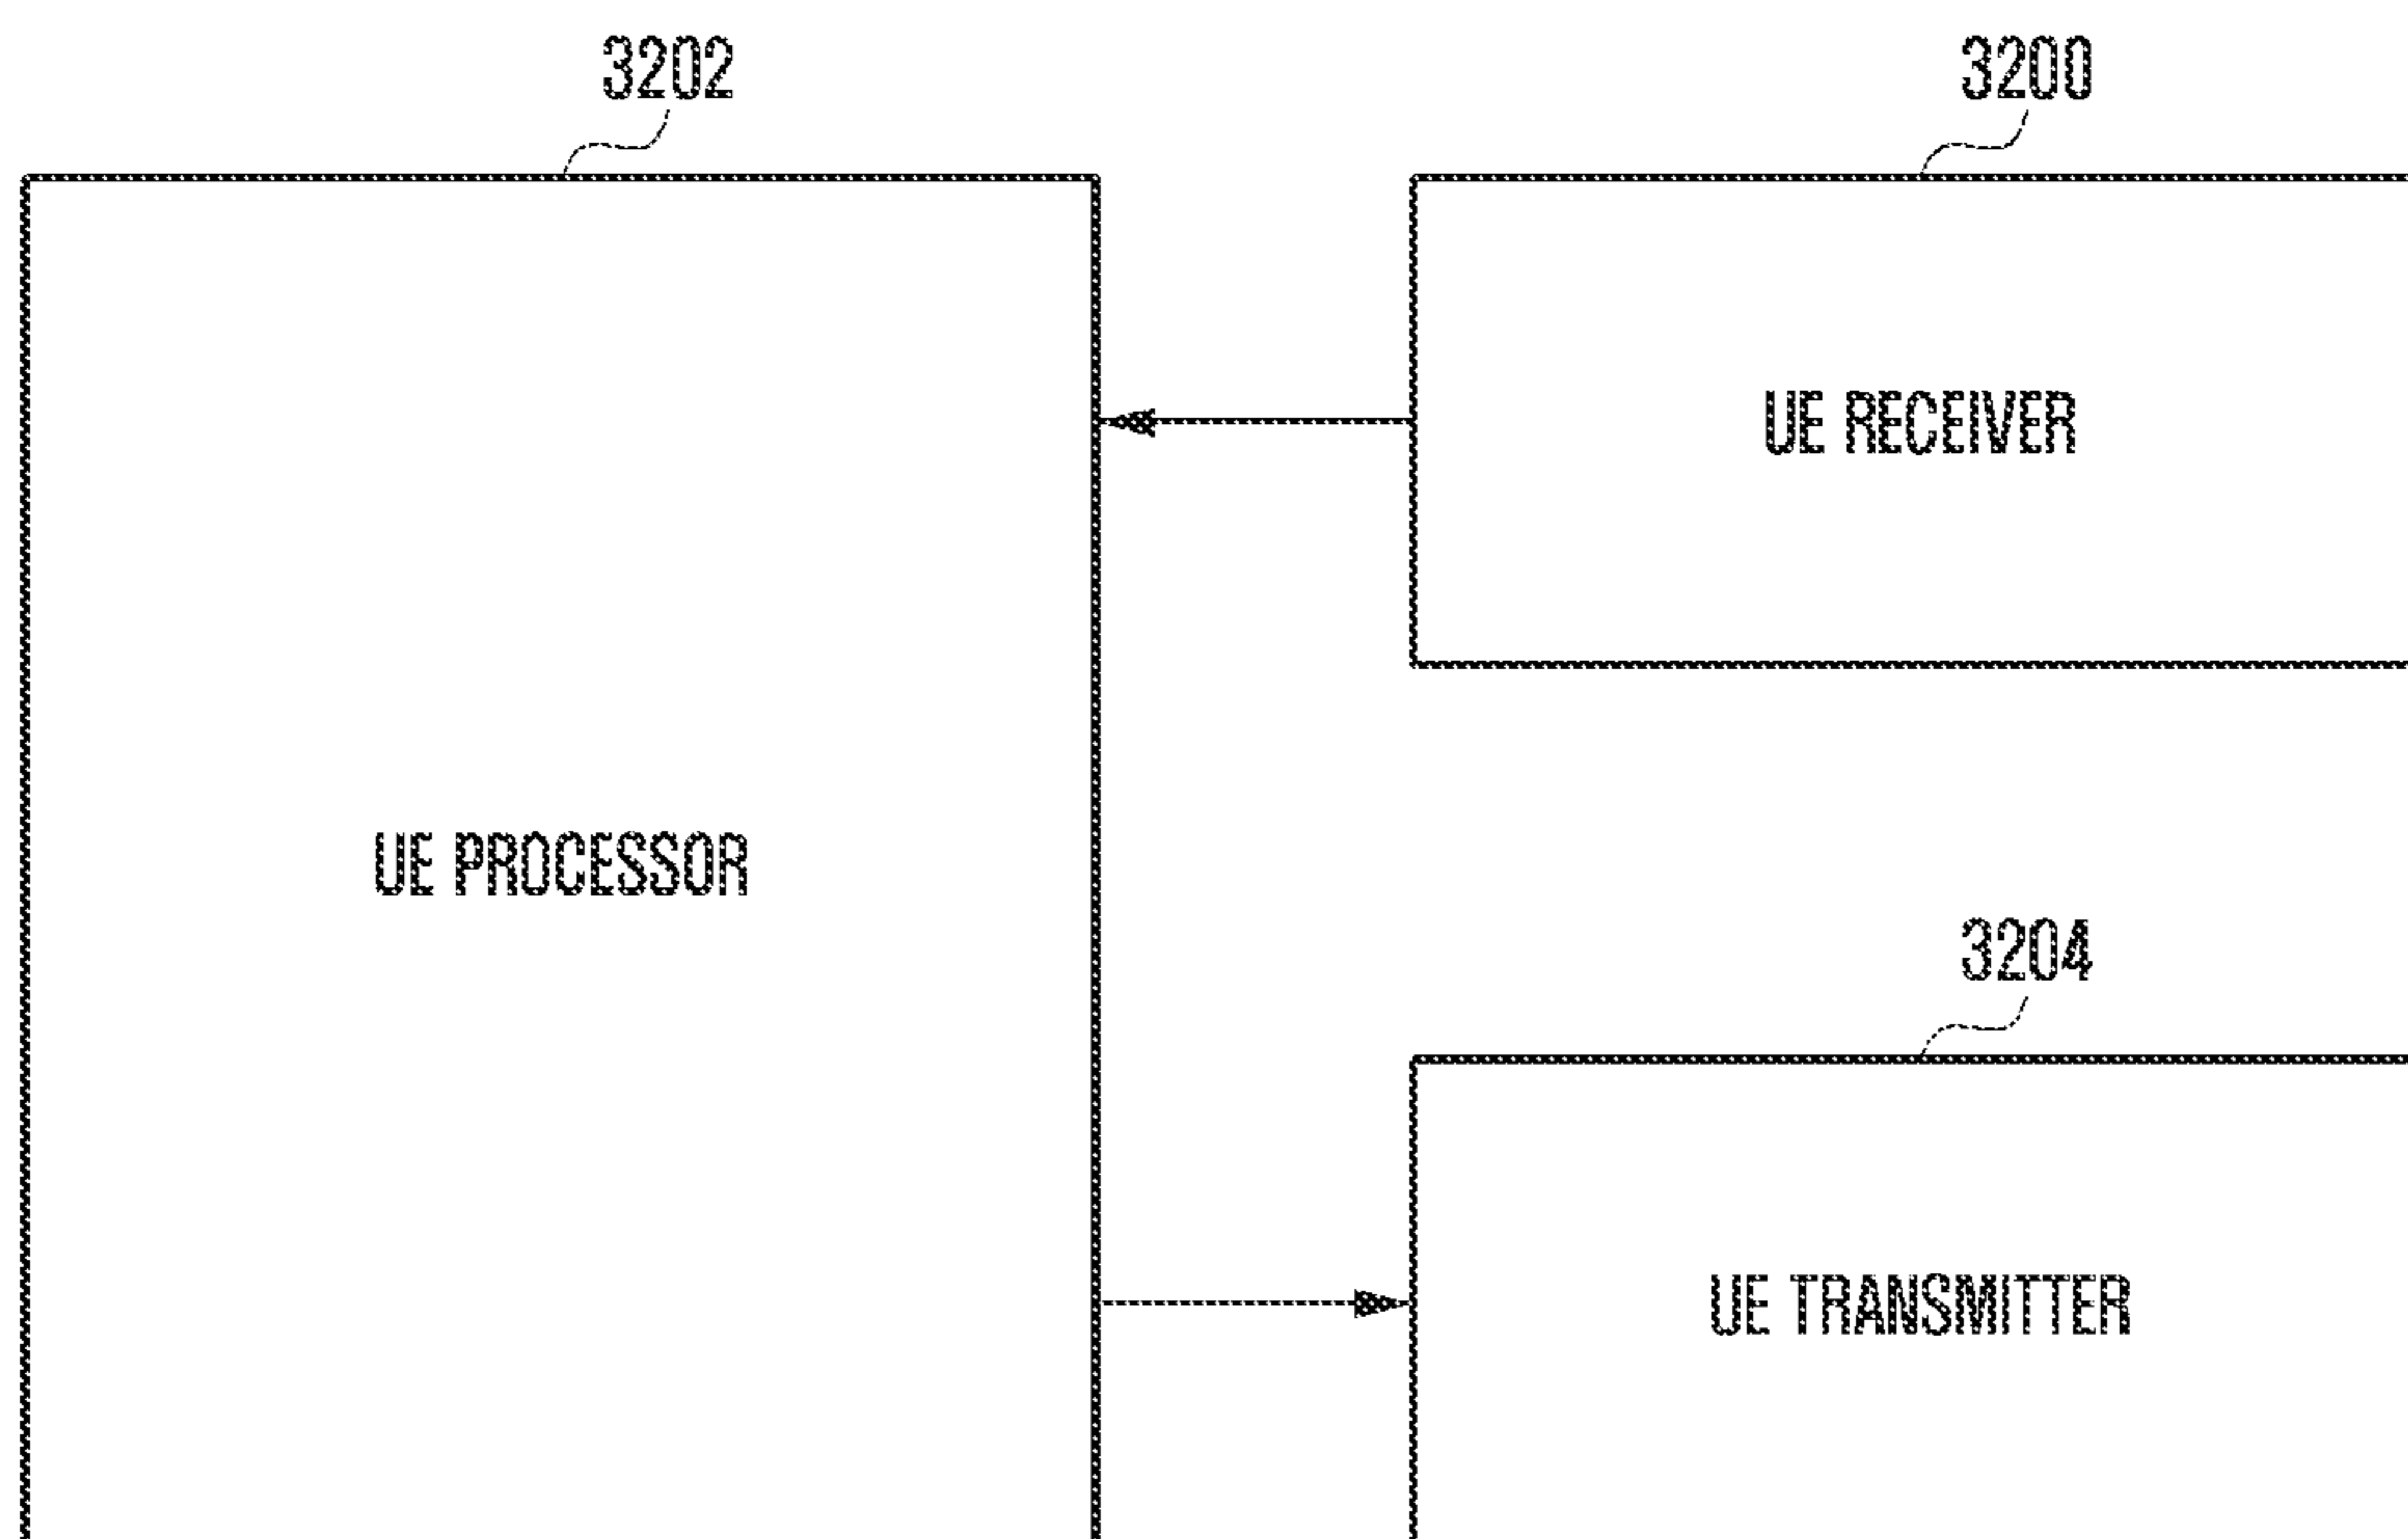 3202
3200
UE RECEIVER
UE PROCESSOR
3204
UE TRANSMITTER